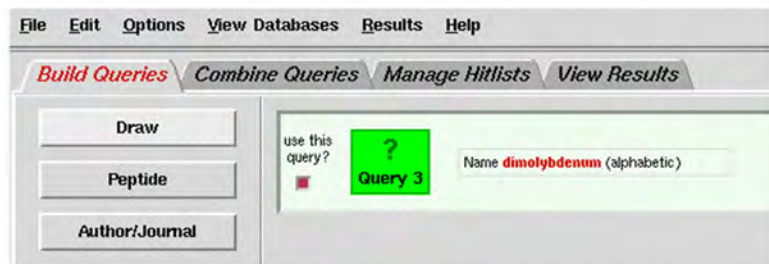 File Edit Options View Databases Results Help
Build Queries Combine Queries Manage Hitlists View Results
Draw
Peptide
Author/Journal
use this
query?
?
Query 3
Name dimolybdenum (alphabetic)